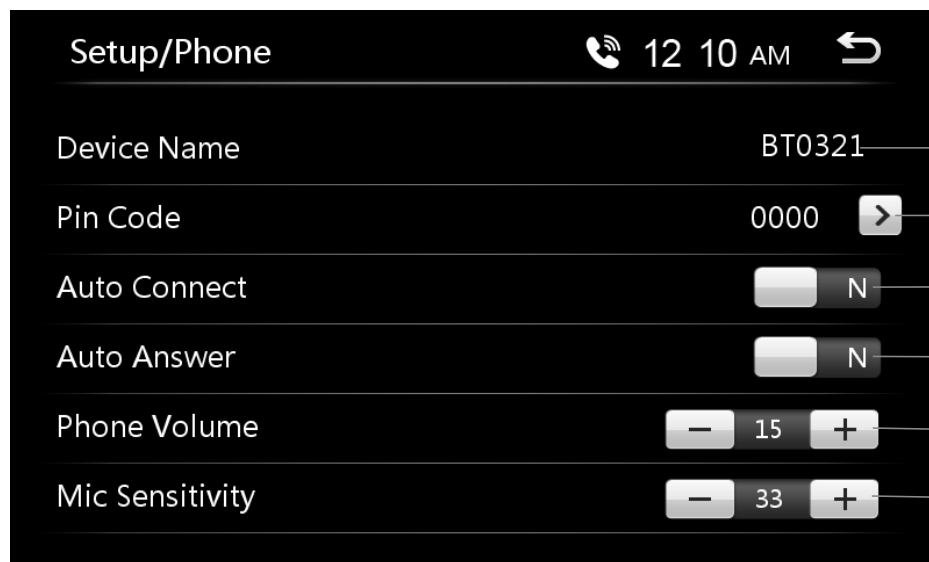 Setup/Phone 12 10 AM
Device Name BT0321
Pin Code 0000 >
Auto Connect N
Auto Answer N
Phone Volume − 15 +
Mic Sensitivity − 33 +